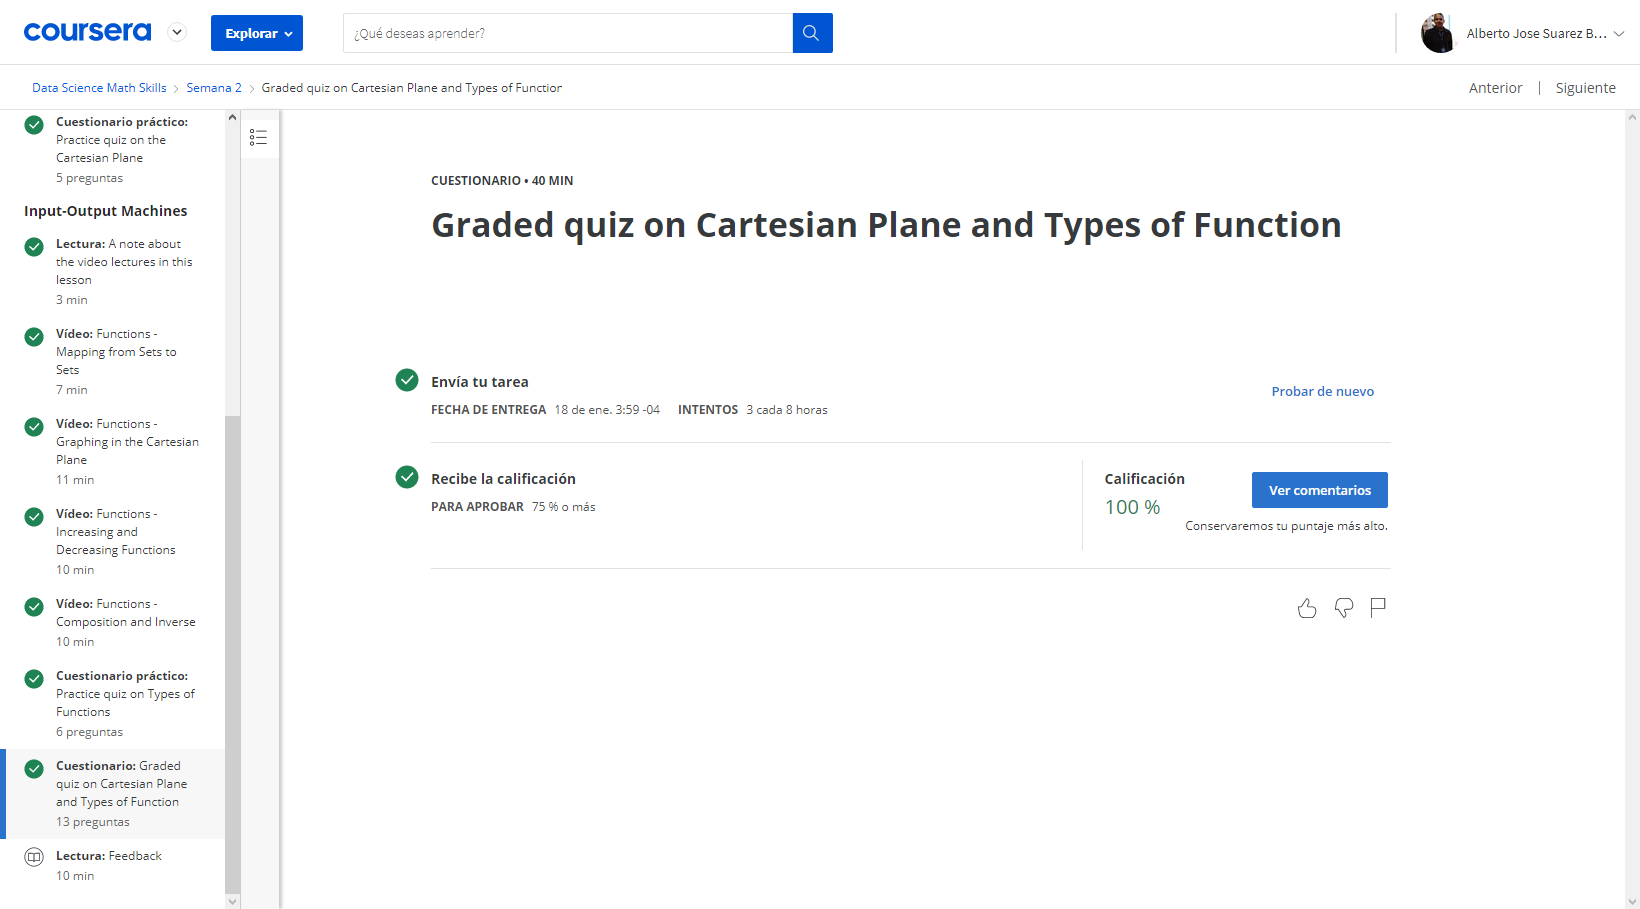 coursera
Explorar
¿Qué deseas aprender?
Alberto Jose Suarez B...
Data Science Math Skills > Semana 2 > Graded quiz on Cartesian Plane and Types of Function
Anterior | Siguiente
Cuestionario práctico:
Practice quiz on the
Cartesian Plane
5 preguntas
Input-Output Machines
Lectura: A note about
the video lectures in this
lesson
3 min
Vídeo: Functions -
Mapping from Sets to
Sets
7 min
Vídeo: Functions -
Graphing in the Cartesian
Plane
11 min
Vídeo: Functions -
Increasing and
Decreasing Functions
10 min
Vídeo: Functions -
Composition and Inverse
10 min
Cuestionario práctico:
Practice quiz on Types of
Functions
6 preguntas
Cuestionario: Graded
quiz on Cartesian Plane
and Types of Function
13 preguntas
Lectura: Feedback
10 min
CUESTIONARIO • 40 MIN
Graded quiz on Cartesian Plane and Types of Function
Envía tu tarea
FECHA DE ENTREGA 18 de ene. 3:59 -04 INTENTOS 3 cada 8 horas
Probar de nuevo
Recibe la calificación
PARA APROBAR 75 % o más
Calificación
100 %
Ver comentarios
Conservaremos tu puntaje más alto.